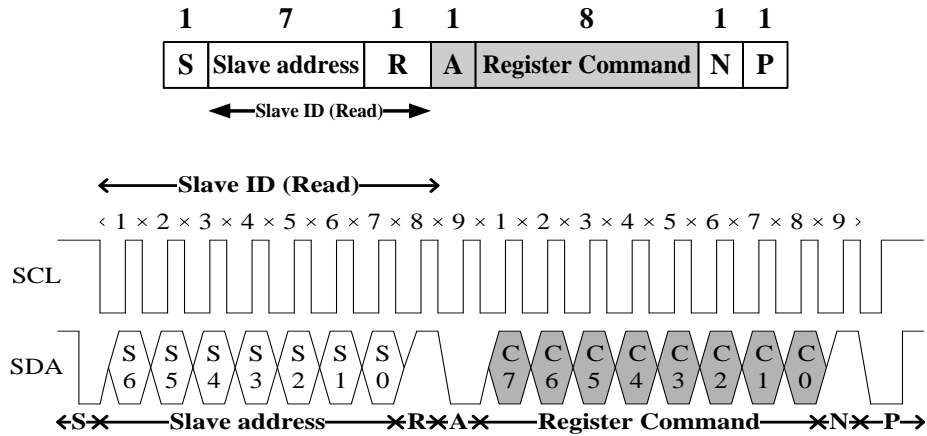 1 7 1 1 8 1 1
S Slave address R A Register Command N P
Slave ID (Read)
Slave ID (Read)
1 × 2 × 3 × 4 × 5 × 6 × 7 × 8 × 9 × 1 × 2 × 3 × 4 × 5 × 6 × 7 × 8 × 9
SCL
SDA
S S S S S S S C C C C C C C C
6 5 4 3 2 1 0 7 6 5 4 3 2 1 0
S Slave address R A Register Command N P